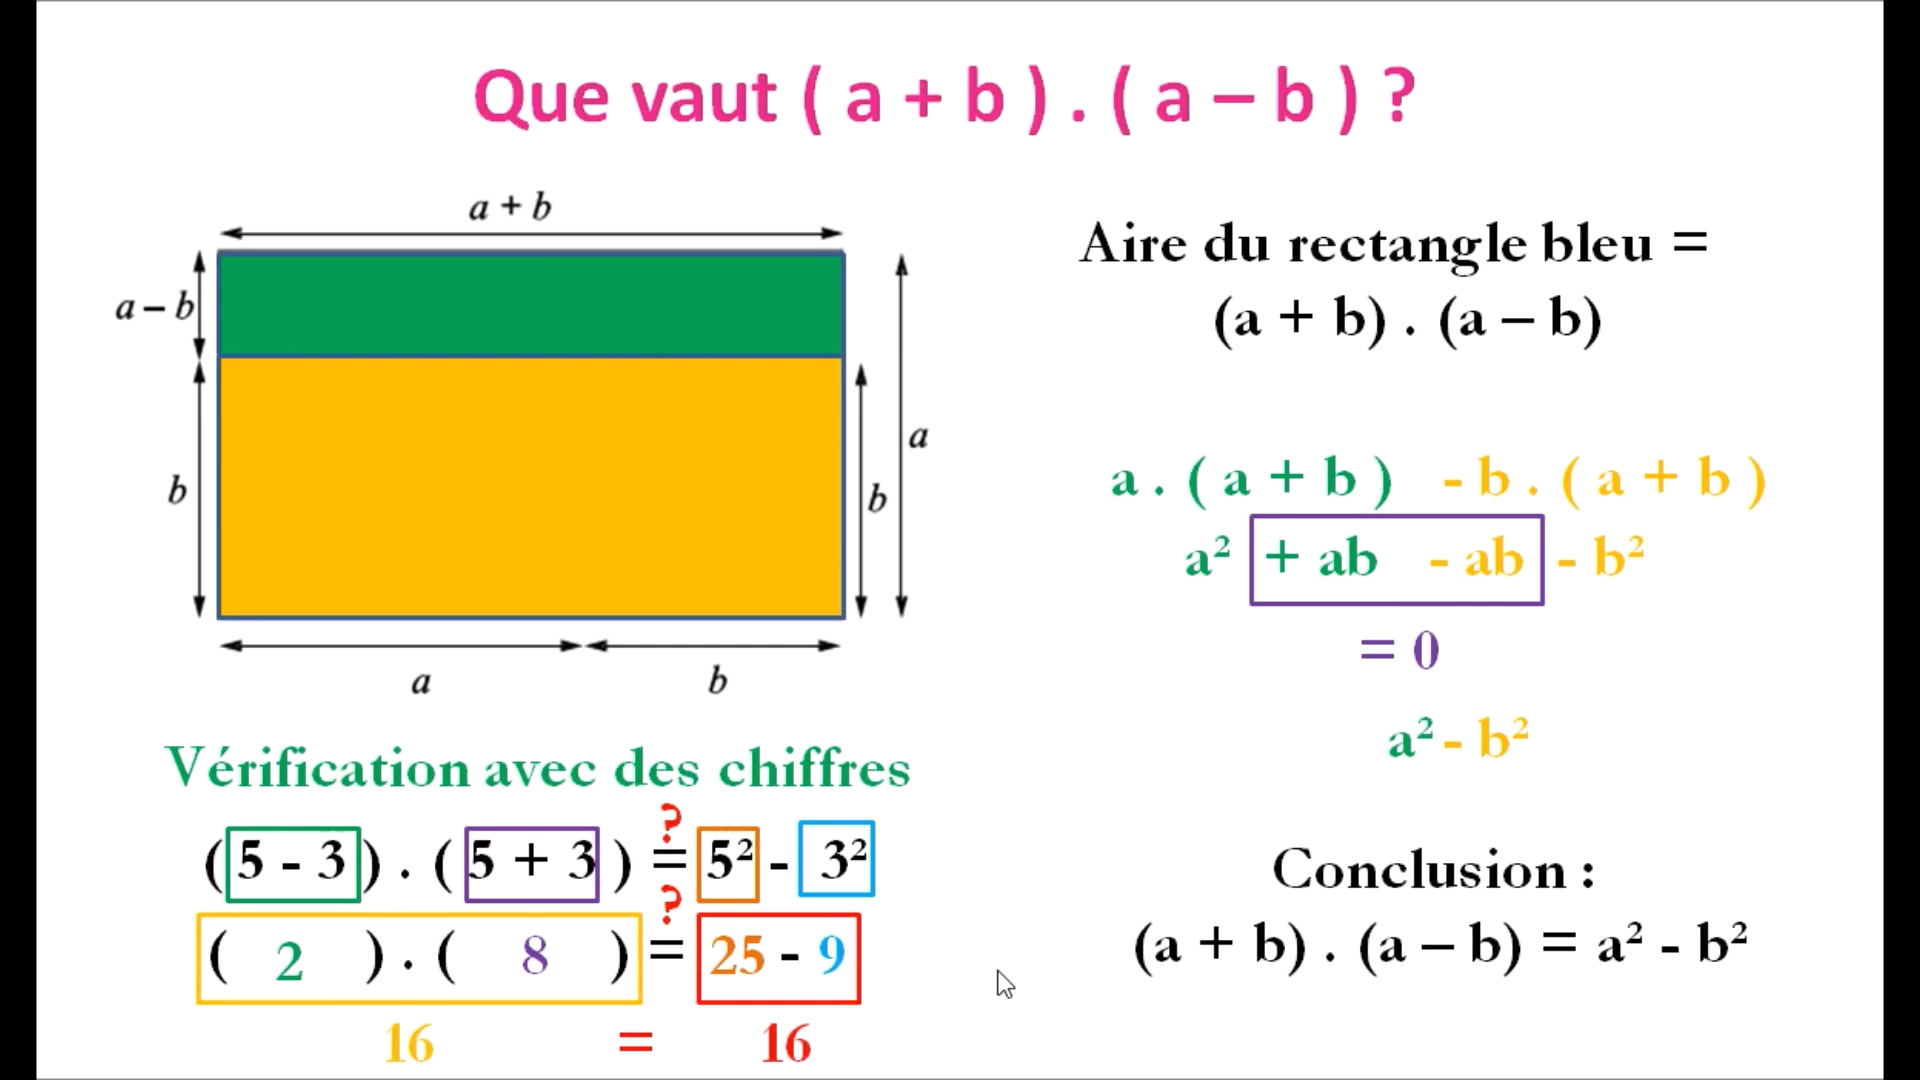 Que vaut ( a + b ) . ( a – b ) ?
a + b
a – b
b
a
b
a
b
Aire du rectangle bleu =
(a + b) . (a – b)
a . ( a + b ) - b . ( a + b )
a² + ab - ab - b²
= 0
a² - b²
Vérification avec des chiffres
?
(5 - 3) . ( 5 + 3 ) = 5² - 3²
?
( 2 ) . ( 8 ) = 25 - 9
16 = 16
Conclusion :
(a + b) . (a – b) = a² - b²